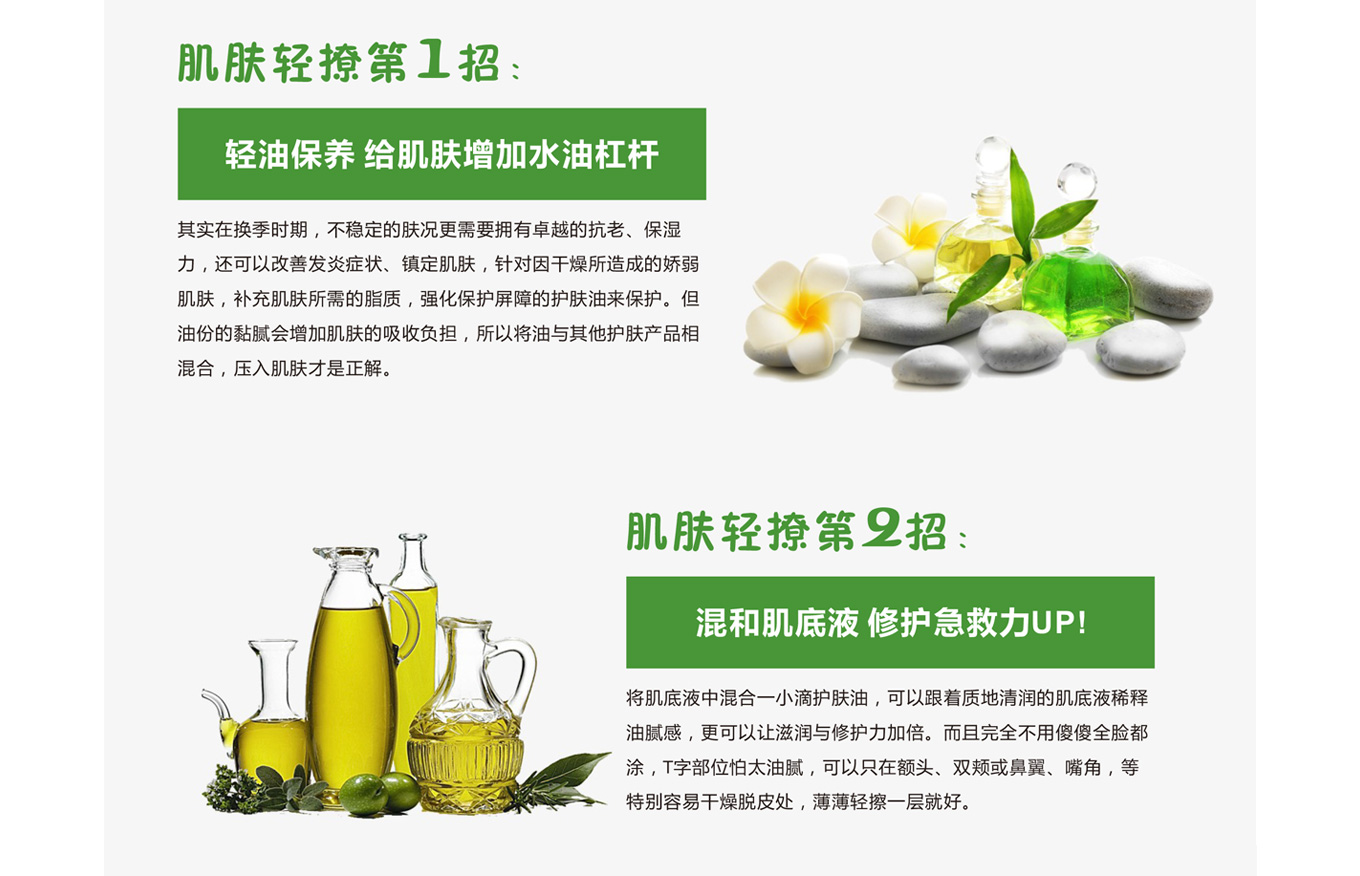 肌肤轻撩第1招：
轻油保养 给肌肤增加水油杠杆
其实在换季时期，不稳定的肤况更需要拥有卓越的抗老、保湿
力，还可以改善发炎症状、镇定肌肤，针对因干燥所造成的娇弱
肌肤，补充肌肤所需的脂质，强化保护屏障的护肤油来保护。但
油份的黏腻会增加肌肤的吸收负担，所以将油与其他护肤产品相
混合，压入肌肤才是正解。
肌肤轻撩第2招：
混和肌底液 修护急救力UP!
将肌底液中混合一小滴护肤油，可以跟着质地清润的肌底液稀释
油腻感，更可以让滋润与修护力加倍。而且完全不用傻傻全脸都
涂，T字部位怕太油腻，可以只在额头、双颊或鼻翼、嘴角，等
特别容易干燥脱皮处，薄薄轻擦一层就好。